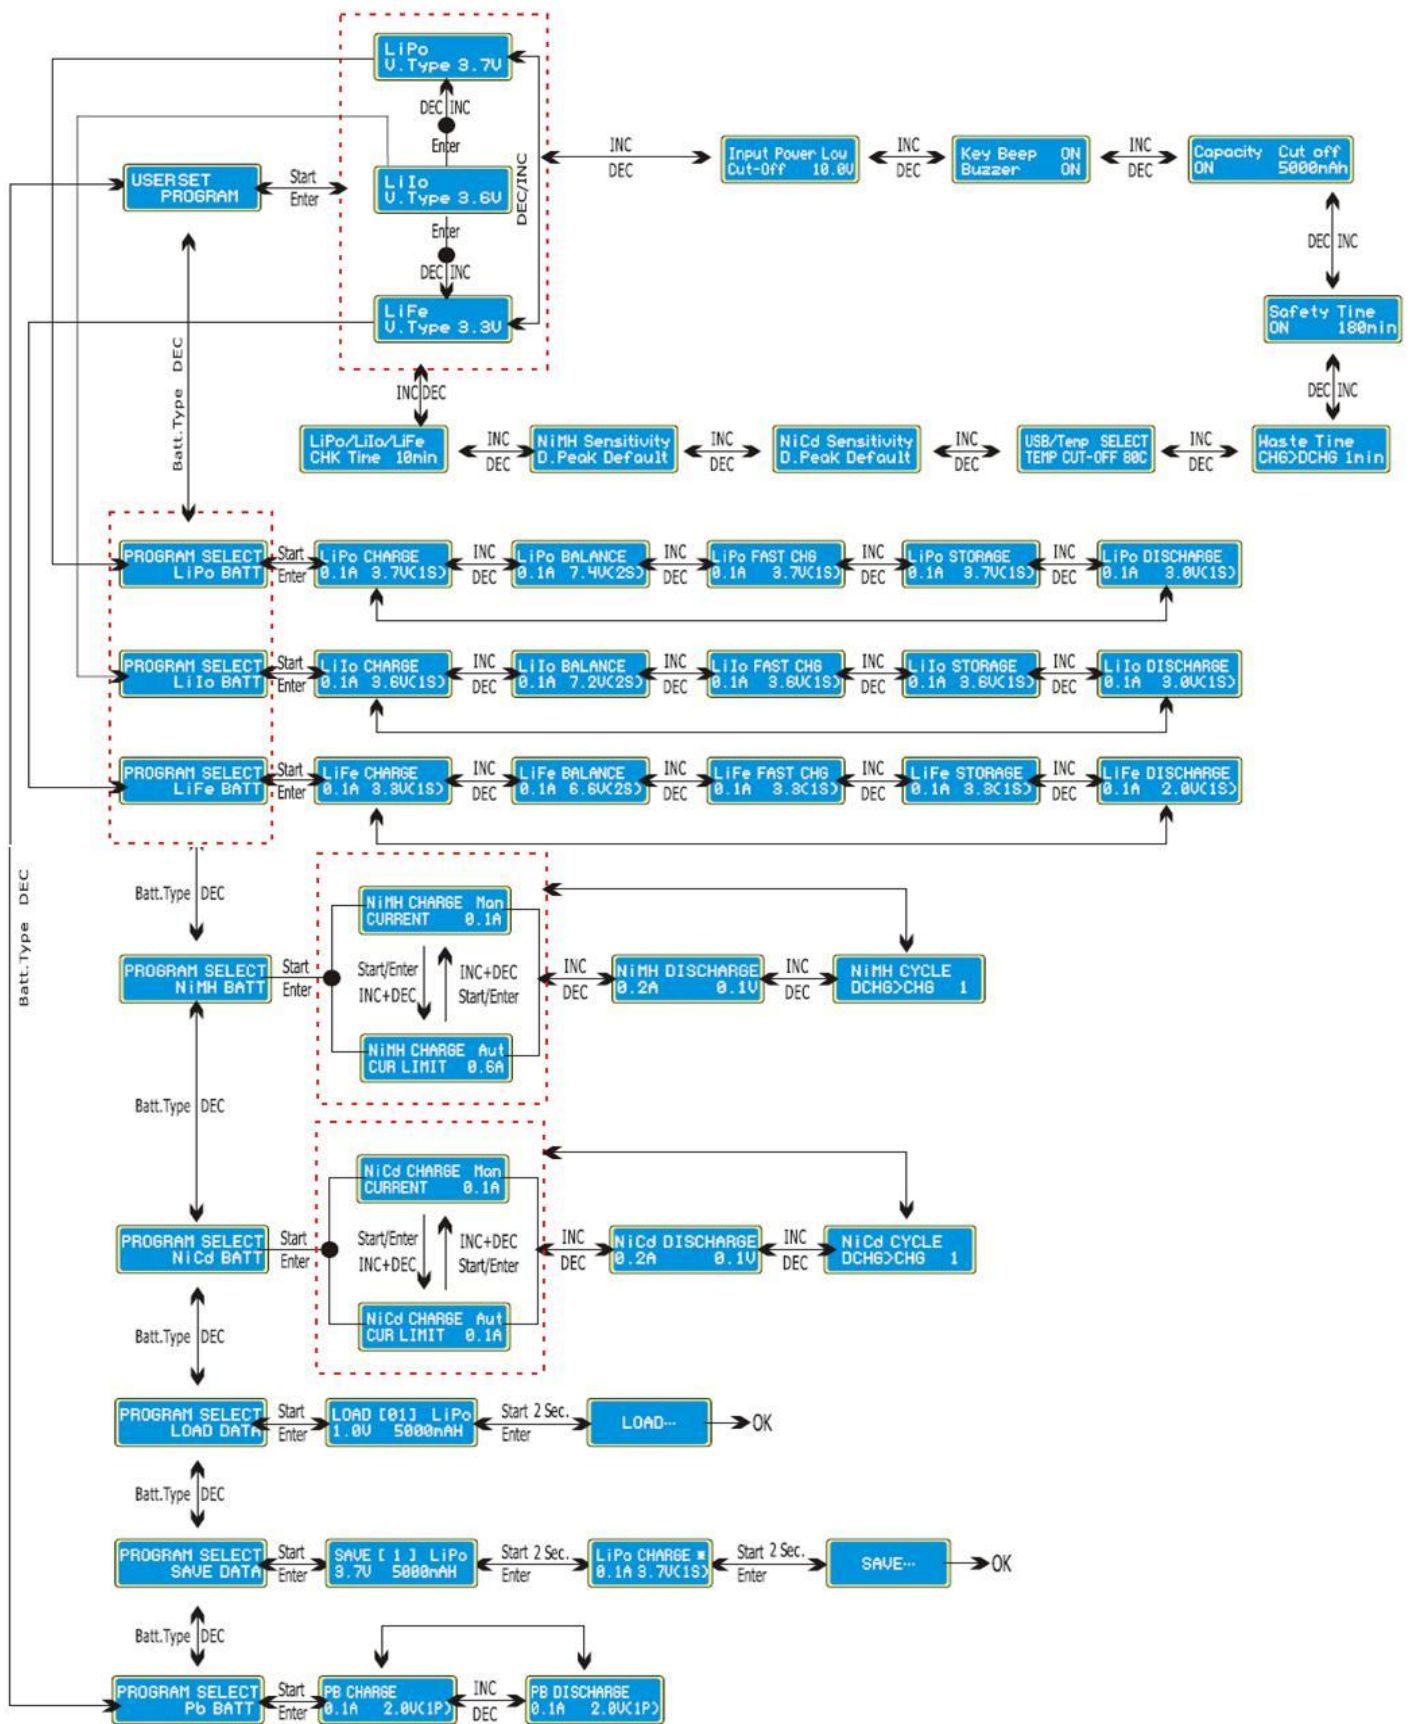 LiPo
V.Type 3.7V
DEC INC
Enter
LiIo
V.Type 3.6V
Enter
DEC INC
LiFe
V.Type 3.3V
DEC/INC
USER SET
PROGRAM
Start
Enter
INC
DEC
Input Power Low
Cut-Off 10.0V
INC
DEC
Key Beep ON
Buzzer ON
INC
DEC
Capacity Cut off
ON 5000mAh
DEC INC
Safety Time
ON 180min
DEC INC
INC DEC
LiPo/LiIo/LiFe
CHK Time 10min
INC
DEC
NiMH Sensitivity
D.Peak Default
INC
DEC
NiCd Sensitivity
D.Peak Default
INC
DEC
USB/Temp SELECT
TEMP CUT-OFF 80C
INC
DEC
Waste Time
CHG>DCHG 1min
Batt.Type DEC
PROGRAM SELECT
LiPo BATT
Start
Enter
LiPo CHARGE
0.1A 3.7V(1S)
INC
DEC
LiPo BALANCE
0.1A 7.4V(2S)
INC
DEC
LiPo FAST CHG
0.1A 3.7V(1S)
INC
DEC
LiPo STORAGE
0.1A 3.7V(1S)
INC
DEC
LiPo DISCHARGE
0.1A 3.0V(1S)
PROGRAM SELECT
LiIo BATT
Start
Enter
LiIo CHARGE
0.1A 3.6V(1S)
INC
DEC
LiIo BALANCE
0.1A 7.2V(2S)
INC
DEC
LiIo FAST CHG
0.1A 3.6V(1S)
INC
DEC
LiIo STORAGE
0.1A 3.6V(1S)
INC
DEC
LiIo DISCHARGE
0.1A 3.0V(1S)
PROGRAM SELECT
LiFe BATT
Start
Enter
LiFe CHARGE
0.1A 3.3V(1S)
INC
DEC
LiFe BALANCE
0.1A 6.6V(2S)
INC
DEC
LiFe FAST CHG
0.1A 3.3(1S)
INC
DEC
LiFe STORAGE
0.1A 3.3(1S)
INC
DEC
LiFe DISCHARGE
0.1A 2.0V(1S)
Batt.Type DEC
Batt.Type DEC
PROGRAM SELECT
NiMH BATT
Start
Enter
NiMH CHARGE Man
CURRENT 0.1A
Start/Enter
INC+DEC
INC+DEC
Start/Enter
NiMH CHARGE Aut
CUR LIMIT 0.6A
INC
DEC
NiMH DISCHARGE
0.2A 0.1V
INC
DEC
NiMH CYCLE
DCHG>CHG 1
Batt.Type DEC
PROGRAM SELECT
NiCd BATT
Start
Enter
NiCd CHARGE Man
CURRENT 0.1A
Start/Enter
INC+DEC
INC+DEC
Start/Enter
NiCd CHARGE Aut
CUR LIMIT 0.1A
INC
DEC
NiCd DISCHARGE
0.2A 0.1V
INC
DEC
NiCd CYCLE
DCHG>CHG 1
Batt.Type DEC
PROGRAM SELECT
LOAD DATA
Start
Enter
LOAD [01] LiPo
1.0V 5000mAH
Start 2 Sec.
Enter
LOAD...
OK
Batt.Type DEC
PROGRAM SELECT
SAVE DATA
Start
Enter
SAVE [ 1 ] LiPo
3.7V 5000mAH
Start 2 Sec.
Enter
LiPo CHARGE *
0.1A 3.7V(1S)
Start 2 Sec.
Enter
SAVE...
OK
Batt.Type DEC
PROGRAM SELECT
Pb BATT
Start
Enter
PB CHARGE
0.1A 2.0V(1P)
INC
DEC
PB DISCHARGE
0.1A 2.0V(1P)